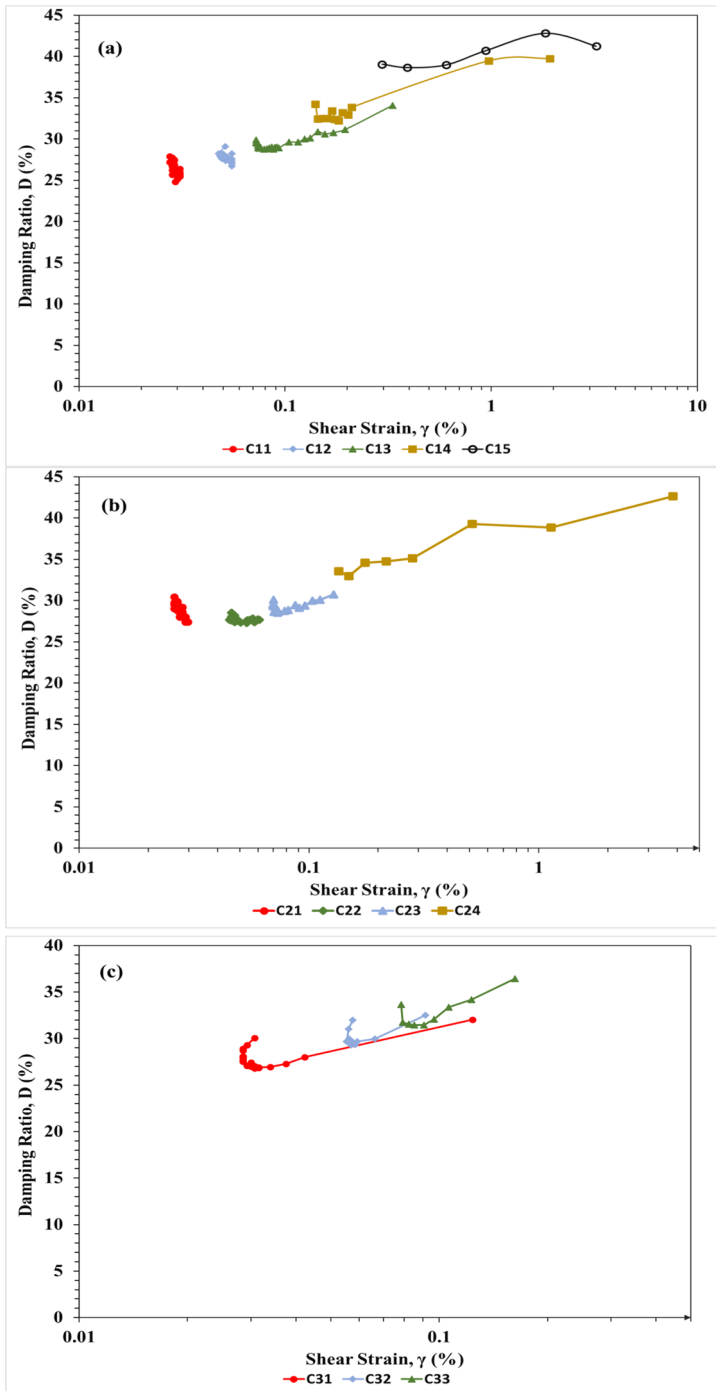 (a)
Damping Ratio, D (%)
45
40
35
30
25
20
15
10
5
0
0.01 0.1 1 10
Shear Strain, γ (%)
C11 C12 C13 C14 C15
(b)
Damping Ratio, D (%)
45
40
35
30
25
20
15
10
5
0
0.01 0.1 1
Shear Strain, γ (%)
C21 C22 C23 C24
(c)
Damping Ratio, D (%)
40
35
30
25
20
15
10
5
0
0.01 0.1
Shear Strain, γ (%)
C31 C32 C33